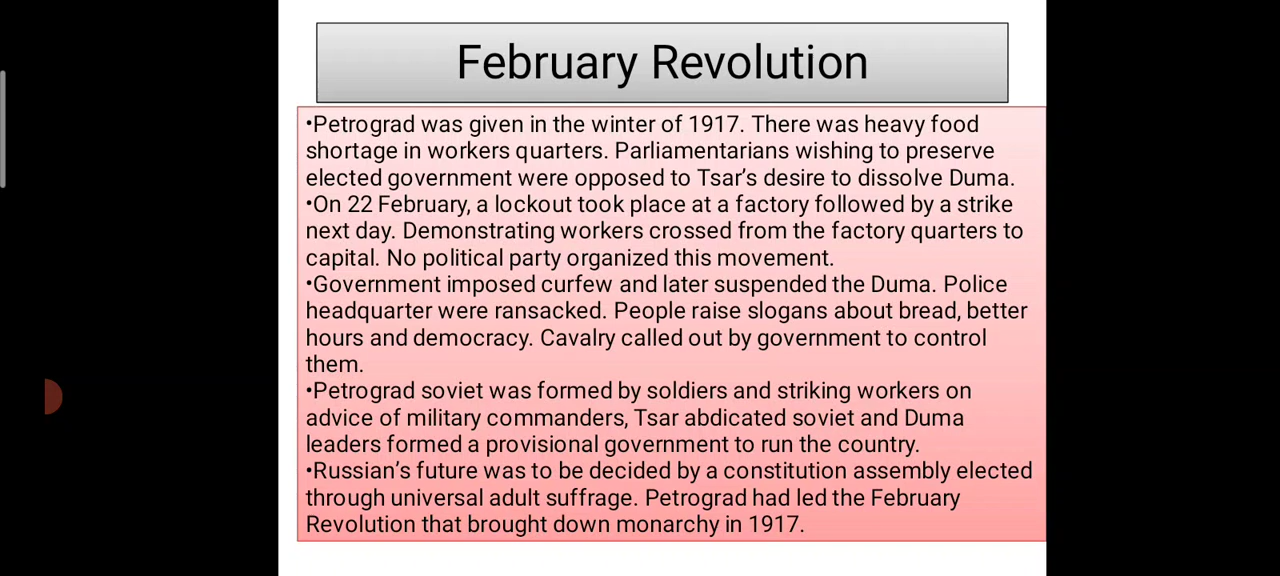 February Revolution
•Petrograd was given in the winter of 1917. There was heavy food
shortage in workers quarters. Parliamentarians wishing to preserve
elected government were opposed to Tsar’s desire to dissolve Duma.
•On 22 February, a lockout took place at a factory followed by a strike
next day. Demonstrating workers crossed from the factory quarters to
capital. No political party organized this movement.
•Government imposed curfew and later suspended the Duma. Police
headquarter were ransacked. People raise slogans about bread, better
hours and democracy. Cavalry called out by government to control
them.
•Petrograd soviet was formed by soldiers and striking workers on
advice of military commanders, Tsar abdicated soviet and Duma
leaders formed a provisional government to run the country.
•Russian’s future was to be decided by a constitution assembly elected
through universal adult suffrage. Petrograd had led the February
Revolution that brought down monarchy in 1917.